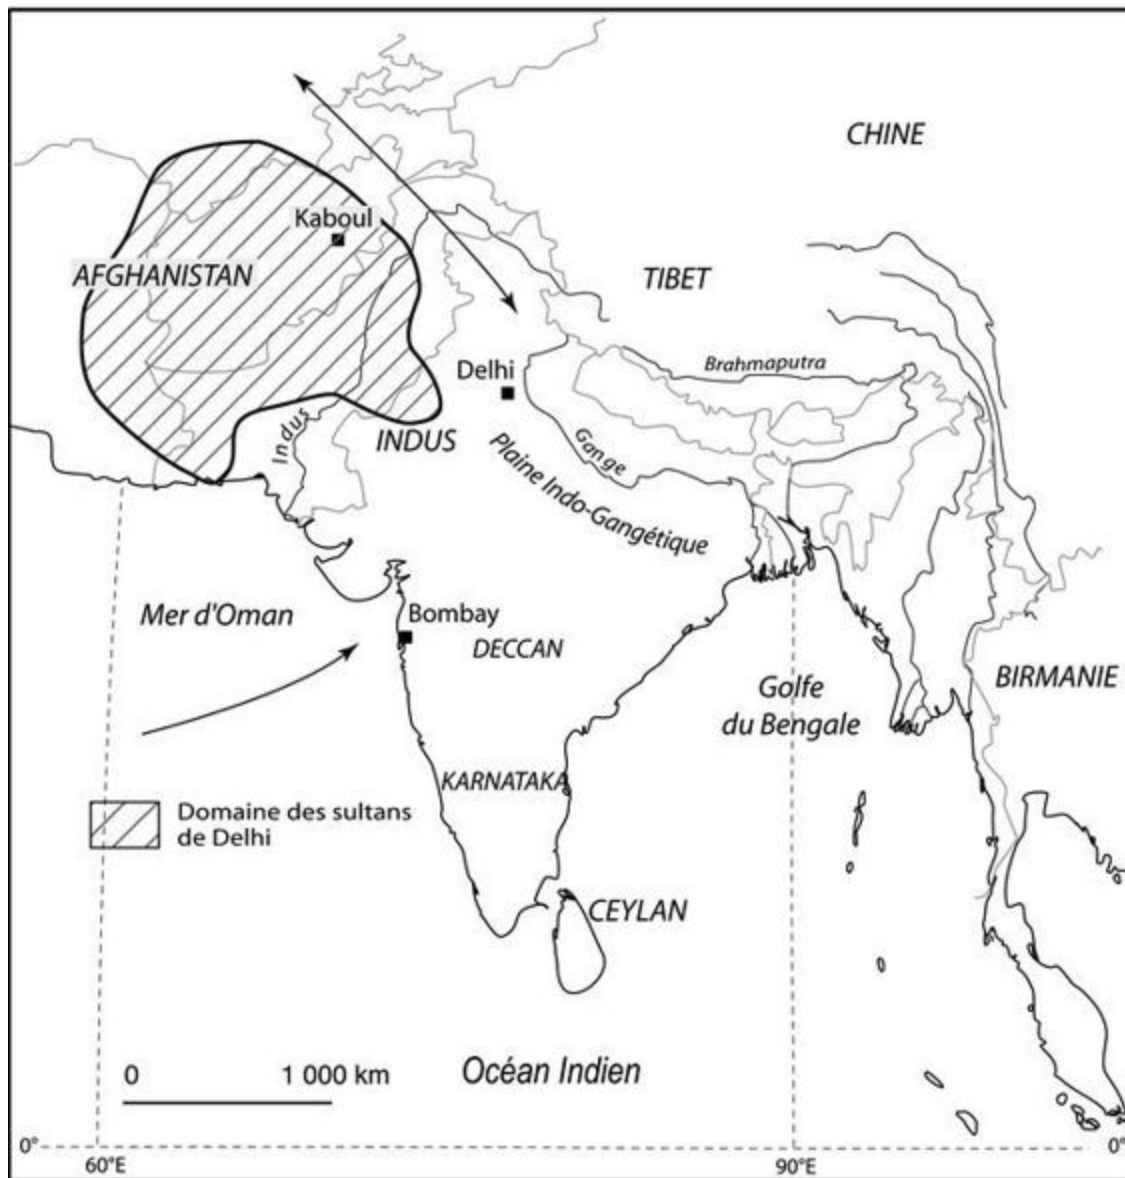 CHINE
Kaboul
AFGHANISTAN
TIBET
Brahmaputra
Delhi
Indus
INDUS
Gange
Plaine Indo-Gangétique
Mer d'Oman
Bombay
DECCAN
Golfe
du Bengale
BIRMANIE
KARNATAKA
Domaine des sultans
de Delhi
CEYLAN
0 1 000 km
Océan Indien
0° 0°
60°E 90°E